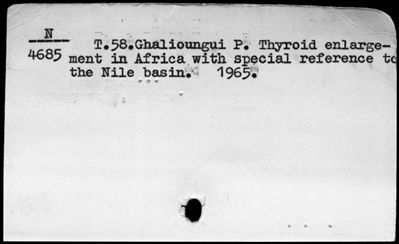 N
4685
T.58.Ghalioungui P. Thyroid enlarge-
ment in Africa with special reference to
the Nile basin. 1965.